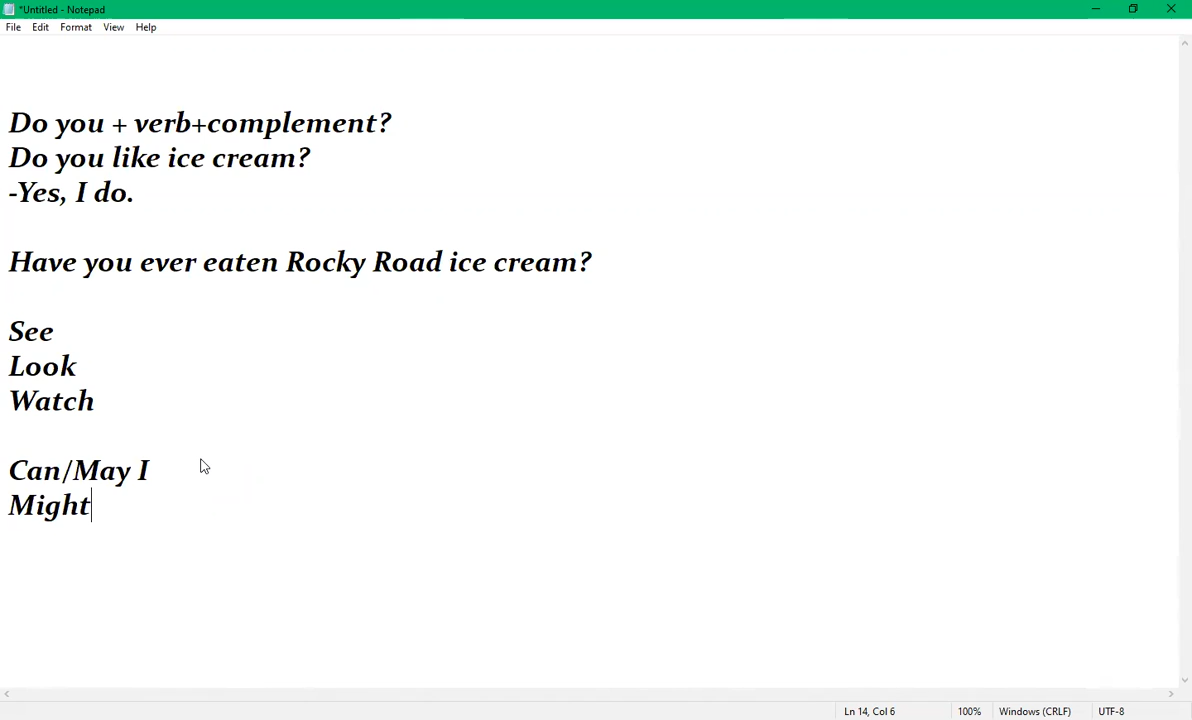 *Untitled - Notepad
File Edit Format View Help
Do you + verb+complement?
Do you like ice cream?
-Yes, I do.
Have you ever eaten Rocky Road ice cream?
See
Look
Watch
Can/May I
Might
Ln 14, Col 6 100% Windows (CRLF) UTF-8